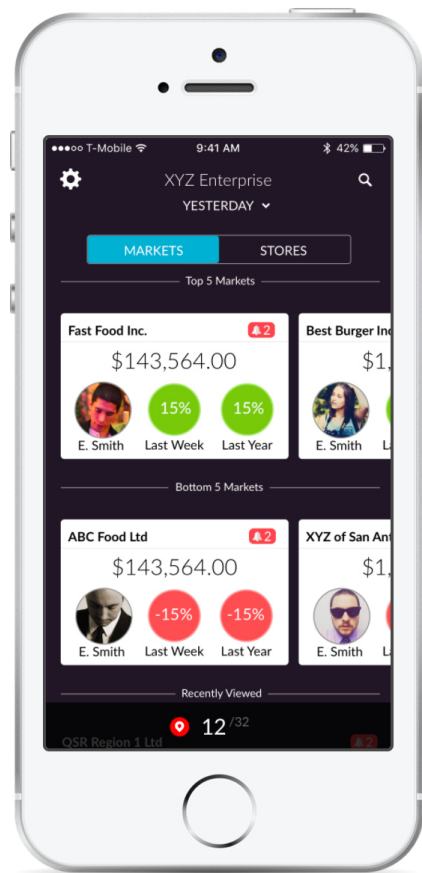 T-Mobile 9:41 AM 42%
XYZ Enterprise
YESTERDAY
MARKETS STORES
Top 5 Markets
Fast Food Inc. 2 Best Burger Inc
$143,564.00 $1,
15% 15%
E. Smith Last Week Last Year E. Smith L
Bottom 5 Markets
ABC Food Ltd 2 XYZ of San Ant
$143,564.00 $1,
-15% -15%
E. Smith Last Week Last Year E. Smith L
Recently Viewed
12 /32
QSR Region 1 Ltd 2